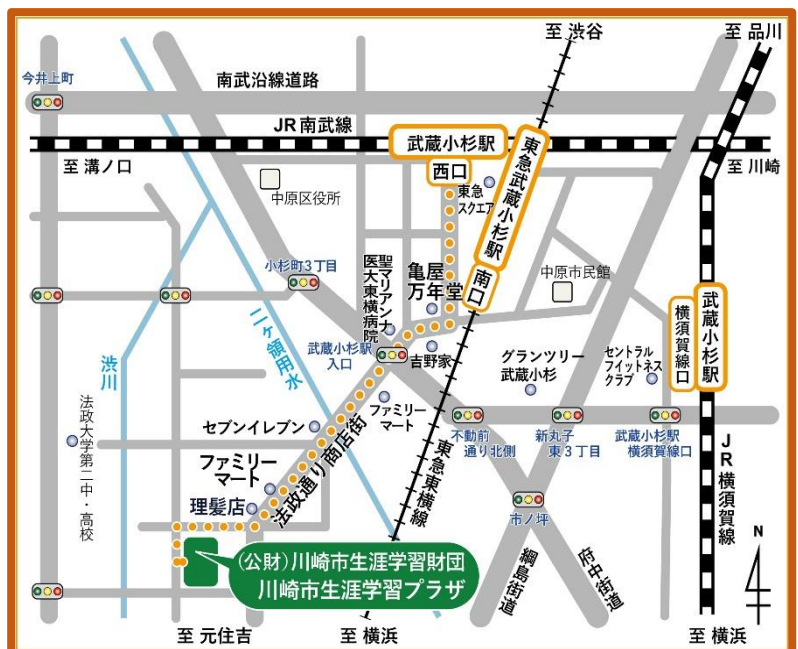 至 渋谷
至 品川
今井上町
南武沿線道路
JR南武線
武蔵小杉駅
西口
東急武蔵小杉駅
南口
至 溝ノ口
至 川崎
中原区役所
東急
スクエア
小杉町3丁目
聖マリアンナ
医大東横病院
亀屋
万年堂
中原市民館
武蔵小杉駅
横須賀線口
二ヶ領用水
渋川
武蔵小杉駅
入口
吉野家
グランツリー
武蔵小杉
セントラル
フィットネス
クラブ
ファミリー
マート
セブンイレブン
法政通り商店街
不動前
通り北側
新丸子
東3丁目
武蔵小杉駅
横須賀線口
法政大学第二中・高校
ファミリー
マート
理髪店
東急東横線
JR横須賀線
市ノ坪
N
(公財)川崎市生涯学習財団
川崎市生涯学習プラザ
綱島街道
府中街道
至 元住吉
至 横浜
至 横浜